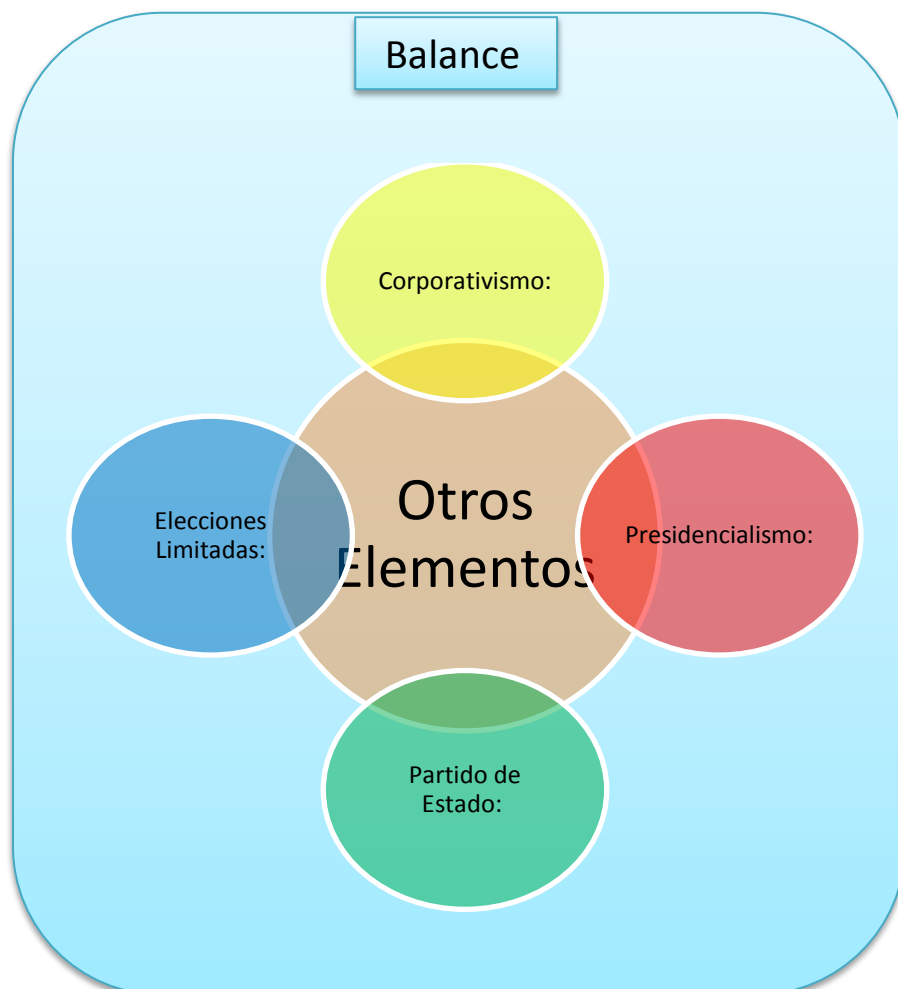 Balance
Corporativismo:
Elecciones
Limitadas:
Otros
Elementos
Presidencialismo:
Partido de
Estado: